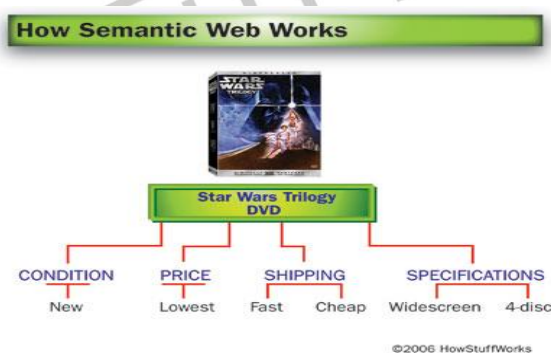 How Semantic Web Works
STAR
WARS
TRILOGY
Star Wars Trilogy
DVD
CONDITION PRICE SHIPPING SPECIFICATIONS
New Lowest Fast Cheap Widescreen 4-disc
©2006 HowStuffWorks